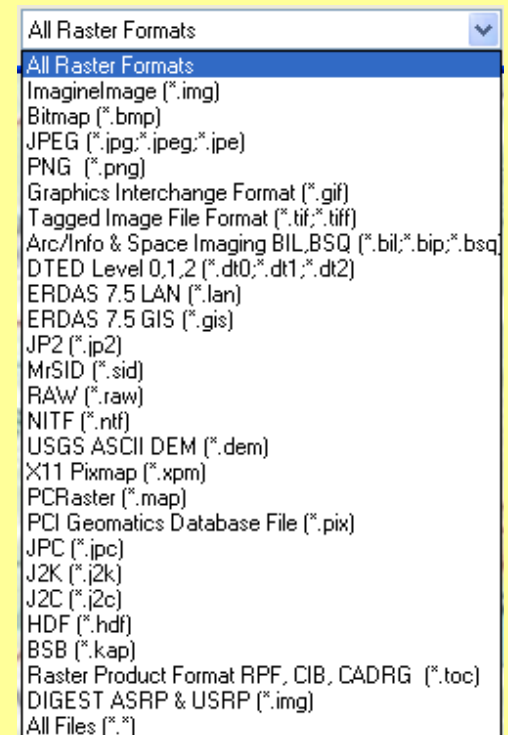 All Raster Formats
All Raster Formats
ImagineImage (*.img)
Bitmap (*.bmp)
JPEG (*.jpg;*.jpeg;*.jpe)
PNG (*.png)
Graphics Interchange Format (*.gif)
Tagged Image File Format (*.tif;*.tiff)
Arc/Info & Space Imaging BIL,BSQ (*.bil;*.bip;*.bsq
DTED Level 0,1,2 (*.dt0;*.dt1;*.dt2)
ERDAS 7.5 LAN (*.lan)
ERDAS 7.5 GIS (*.gis)
JP2 (*.jp2)
MrSID (*.sid)
RAW (*.raw)
NITF (*.ntf)
USGS ASCII DEM (*.dem)
X11 Pixmap (*.xpm)
PCRaster (*.map)
PCI Geomatics Database File (*.pix)
JPC (*.jpc)
J2K (*.j2k)
J2C (*.j2c)
HDF (*.hdf)
BSB (*.kap)
Raster Product Format RPF, CIB, CADRG (*.toc)
DIGEST ASRP & USRP (*.img)
All Files (*.*)